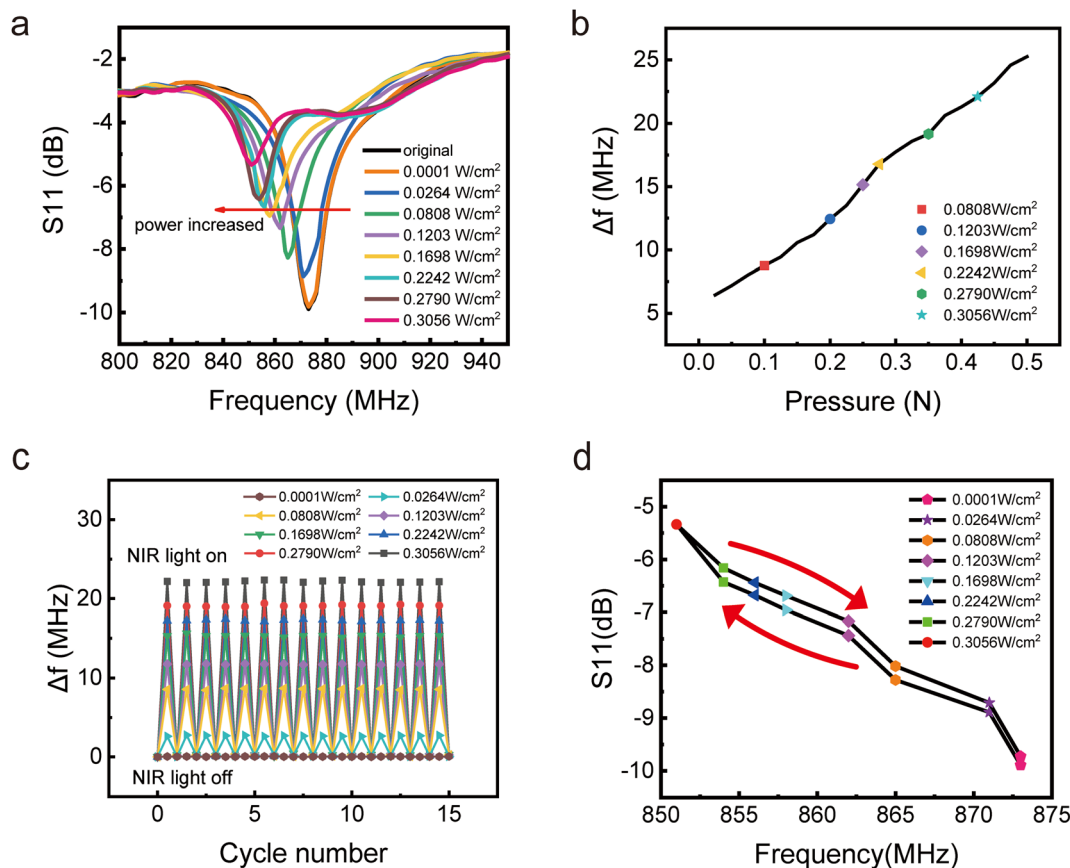 a
S11 (dB)
-2
-4
-6
-8
-10
original
0.0001 W/cm²
0.0264 W/cm²
0.0808 W/cm²
0.1203 W/cm²
0.1698 W/cm²
0.2242 W/cm²
0.2790 W/cm²
0.3056 W/cm²
power increased
800 820 840 860 880 900 920 940
Frequency (MHz)
b
Δf (MHz)
25
20
15
10
5
0.0808W/cm²
0.1203W/cm²
0.1698W/cm²
0.2242W/cm²
0.2790W/cm²
0.3056W/cm²
0.0 0.1 0.2 0.3 0.4 0.5
Pressure (N)
c
Δf (MHz)
30
20
10
0
0.0001W/cm² 0.0264W/cm²
0.0808W/cm² 0.1203W/cm²
0.1698W/cm² 0.2242W/cm²
0.2790W/cm² 0.3056W/cm²
NIR light on
NIR light off
0 5 10 15
Cycle number
d
S11(dB)
-5
-6
-7
-8
-9
-10
0.0001W/cm²
0.0264W/cm²
0.0808W/cm²
0.1203W/cm²
0.1698W/cm²
0.2242W/cm²
0.2790W/cm²
0.3056W/cm²
850 855 860 865 870 875
Frequency(MHz)